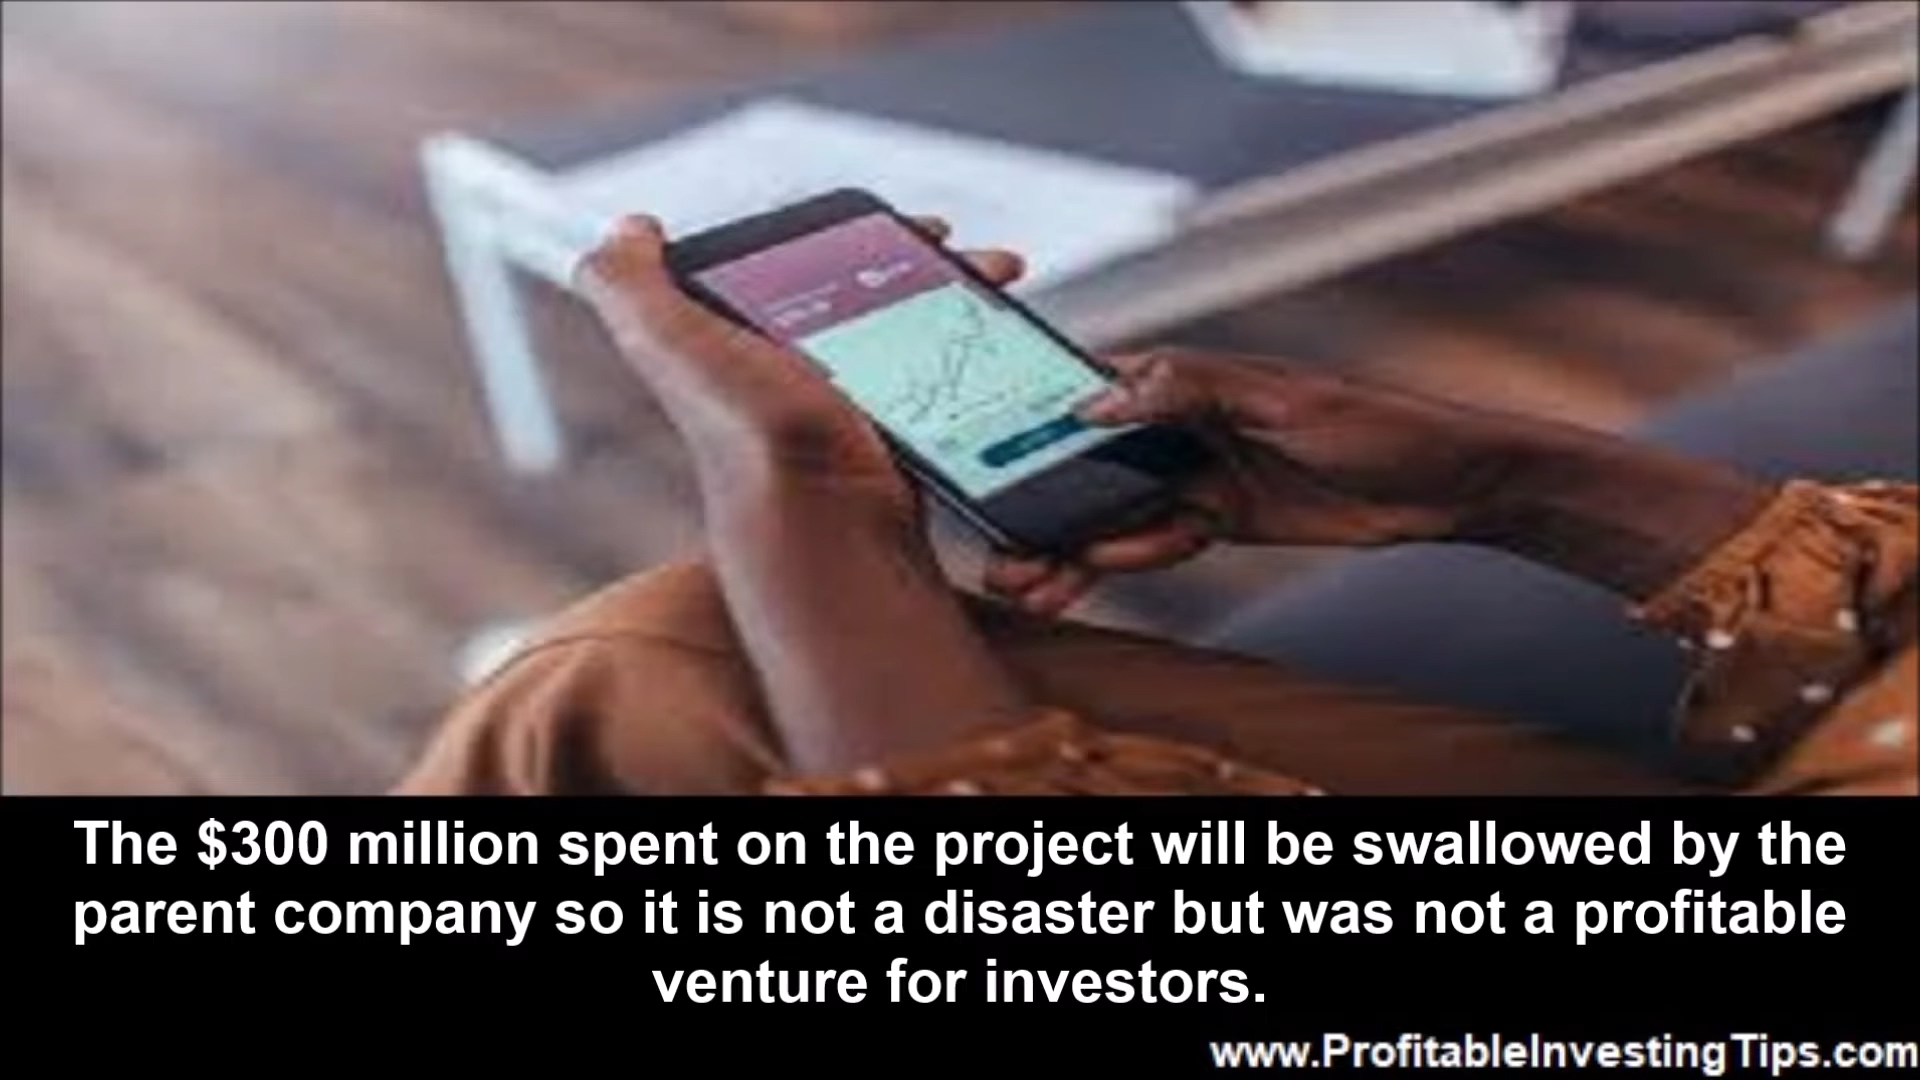 The $300 million spent on the project will be swallowed by the
parent company so it is not a disaster but was not a profitable
venture for investors.
www.ProfitableInvestingTips.com